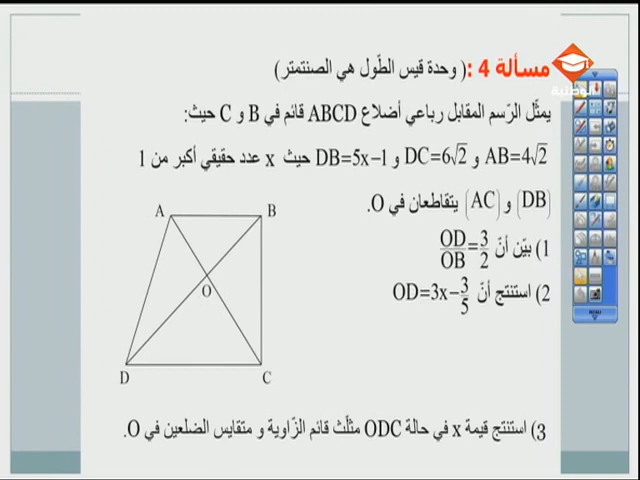 الوطنية
مسألة 4 :( وحدة قيس الطّول هي الصنتمتر)
يمثّل الرّسم المقابل رباعي أضلاع ABCD قائم في B و C حيث:
AB=4√2 و DC=6√2 و DB=5x−1 حيث x عدد حقيقي أكبر من 1
(DB) و (AC) يتقاطعان في O.
1) بيّن أنّ OD/OB=3/2
2) استنتج أنّ OD=3x−3/5
A
B
O
D
C
MENU
3) استنتج قيمة x في حالة ODC مثلّث قائم الزّاوية و متقايس الضلعين في O.